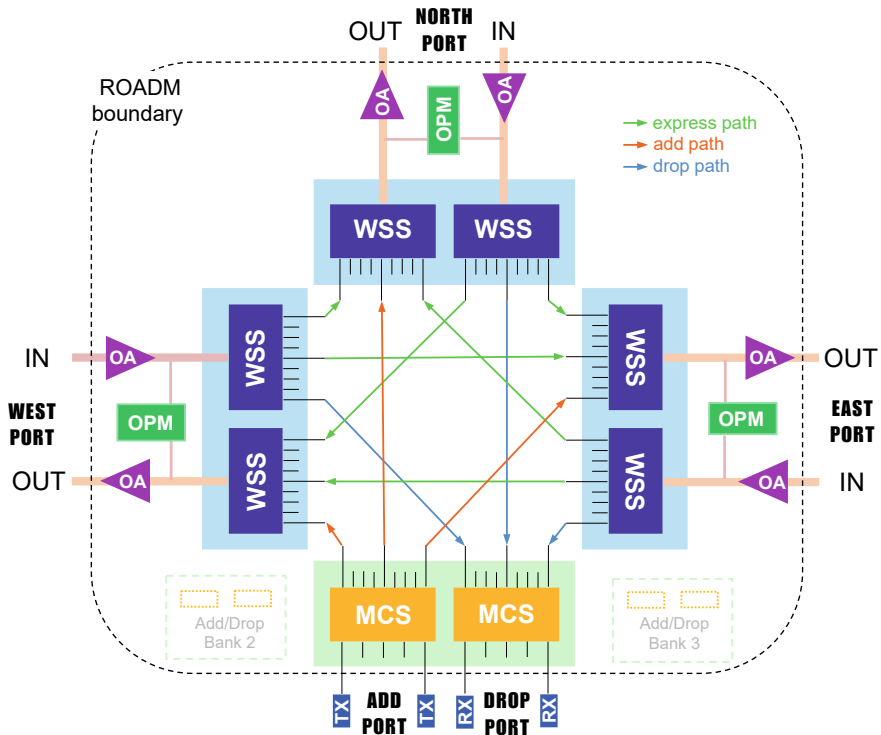 NORTH
PORT
OUT
IN
ROADM
boundary
OA
OPM
OA
express path
add path
drop path
WSS
WSS
IN
OA
WSS
WSS
OA
OUT
WEST
PORT
OPM
OPM
EAST
PORT
OUT
OA
WSS
WSS
OA
IN
MCS
MCS
Add/Drop
Bank 2
Add/Drop
Bank 3
TX
ADD
PORT
TX
RX
DROP
PORT
RX